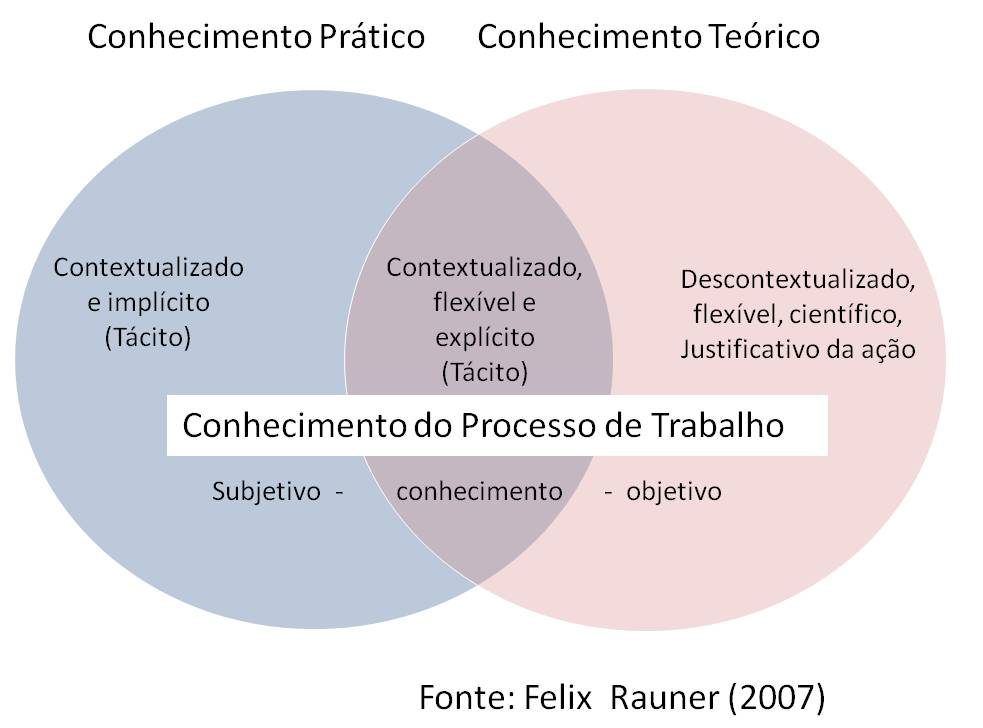 Conhecimento Prático
Conhecimento Teórico
Contextualizado
e implícito
(Tácito)
Contextualizado,
flexível e
explícito
(Tácito)
Descontextualizado,
flexível, científico,
Justificativo da ação
Conhecimento do Processo de Trabalho
Subjetivo - conhecimento - objetivo
Fonte: Felix Rauner (2007)